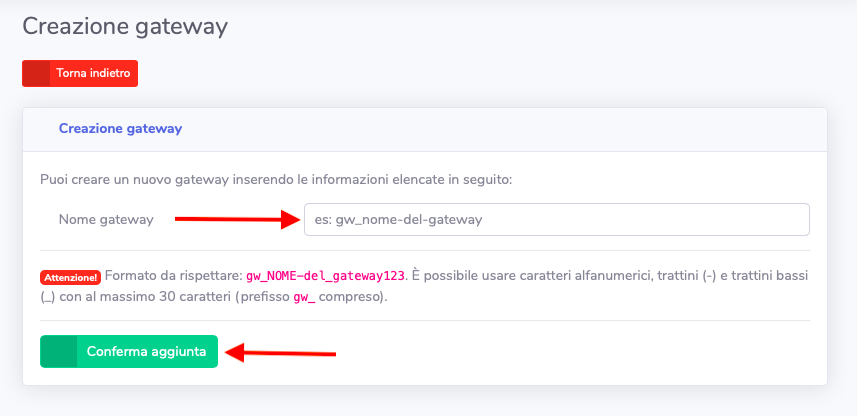 Creazione gateway
Torna indietro
Creazione gateway
Puoi creare un nuovo gateway inserendo le informazioni elencate in seguito:
Nome gateway
es: gw_nome-del-gateway
Attenzione! Formato da rispettare: gw_NOME-del_gateway123. È possibile usare caratteri alfanumerici, trattini (-) e trattini bassi
(_) con al massimo 30 caratteri (prefisso gw_ compreso).
Conferma aggiunta